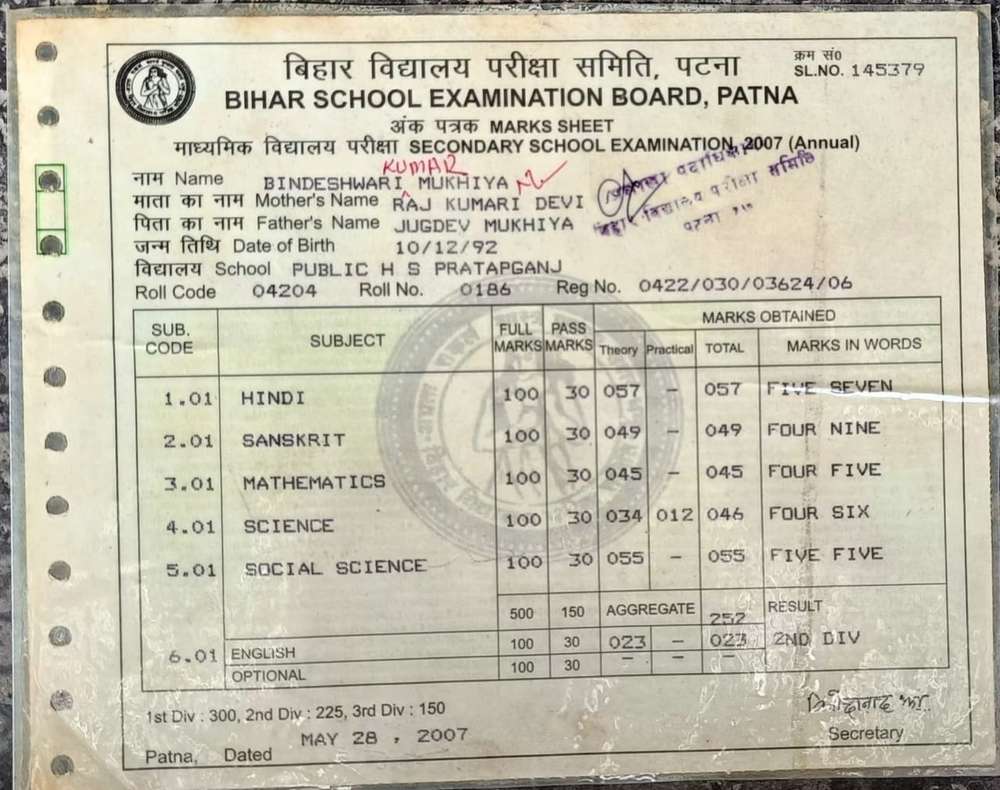 बिहार विद्यालय परीक्षा समिति, पटना
क्रम सं0
SL.NO. 145379
BIHAR SCHOOL EXAMINATION BOARD, PATNA
अंक पत्रक MARKS SHEET
माध्यमिक विद्यालय परीक्षा SECONDARY SCHOOL EXAMINATION, 2007 (Annual)
KUMAR
नाम Name BINDESHWARI MUKHIYA
माता का नाम Mother's Name RAJ KUMARI DEVI
पिता का नाम Father's Name JUGDEV MUKHIYA
जन्म तिथि Date of Birth 10/12/92
पदाधिकारी
बिहार विद्यालय परीक्षा समिति
पटना
विद्यालय School PUBLIC H S PRATAPGANJ
Roll Code 04204 Roll No. 0186 Reg No. 0422/030/03624/06
SUB. CODE SUBJECT FULL MARKS PASS MARKS MARKS OBTAINED
Theory Practical TOTAL MARKS IN WORDS
1.01 HINDI 100 30 057 - 057 FIVE SEVEN
2.01 SANSKRIT 100 30 049 - 049 FOUR NINE
3.01 MATHEMATICS 100 30 045 - 045 FOUR FIVE
4.01 SCIENCE 100 30 034 012 046 FOUR SIX
5.01 SOCIAL SCIENCE 100 30 055 - 055 FIVE FIVE
500 150 AGGREGATE 252 RESULT
6.01 ENGLISH 100 30 023 - 023 2ND DIV
OPTIONAL 100 30 - - -
1st Div : 300, 2nd Div : 225, 3rd Div : 150
Patna, Dated MAY 28 , 2007
Secretary